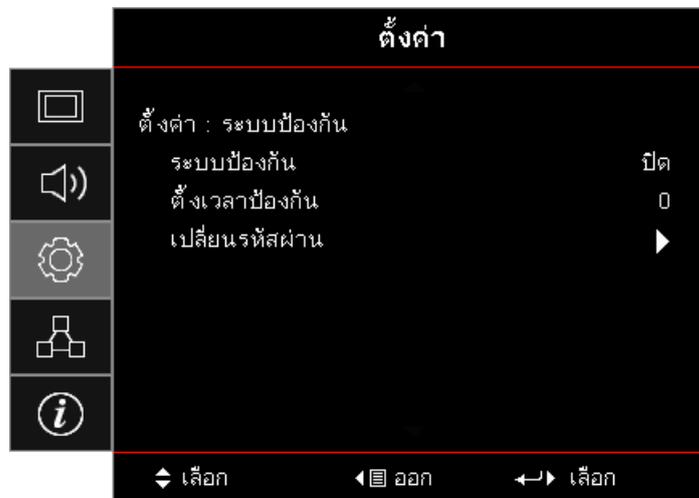 ตั้งค่า
ตั้งค่า : ระบบป้องกัน
ระบบป้องกัน ปิด
ตั้งเวลาป้องกัน 0
เปลี่ยนรหัสผ่าน
i
เลือก ออก เลือก